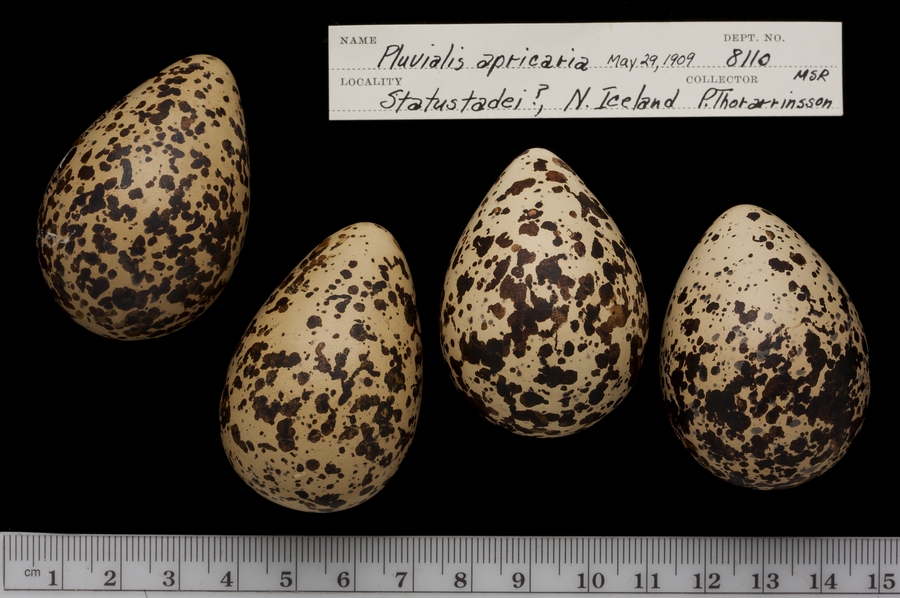 NAME Pluvialis apricaria May 29, 1909 DEPT. NO. 8110
LOCALITY Statustadei?, N. Iceland COLLECTOR P. Thorarrinsson MSR
cm 1 2 3 4 5 6 7 8 9 10 11 12 13 14 15